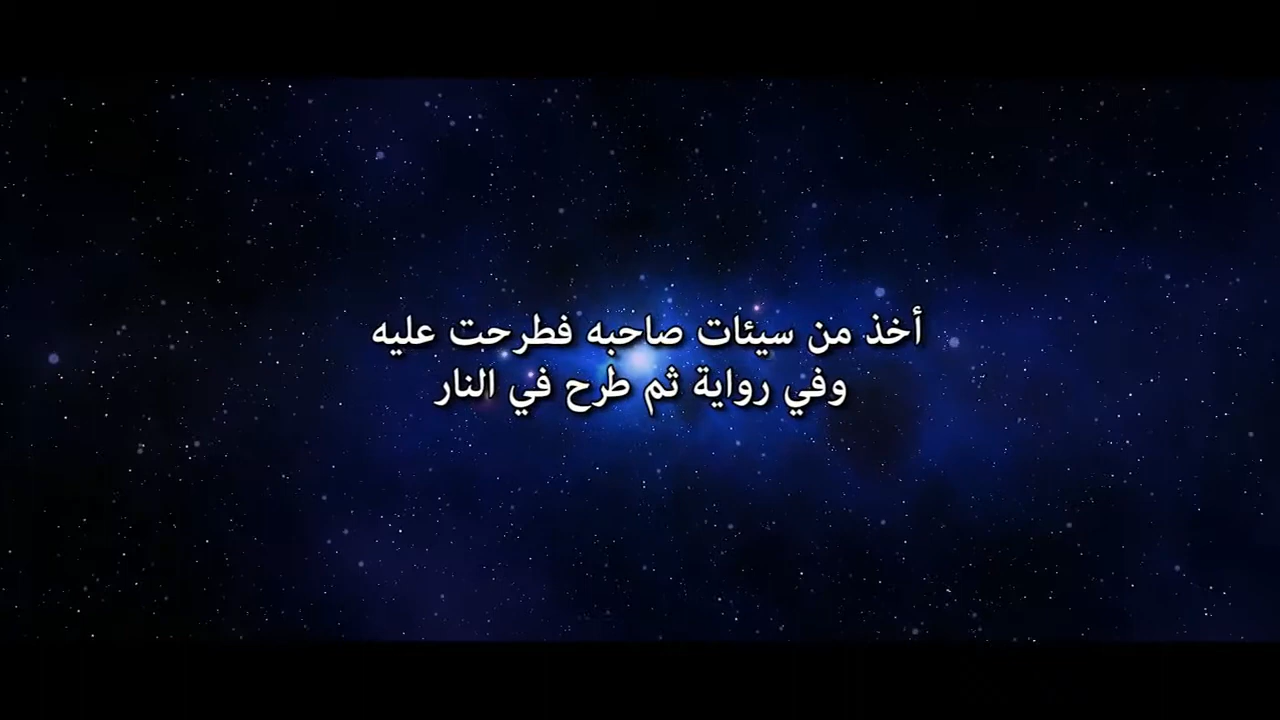 أخذ من سيئات صاحبه فطرحت عليه
وفي رواية ثم طرح في النار